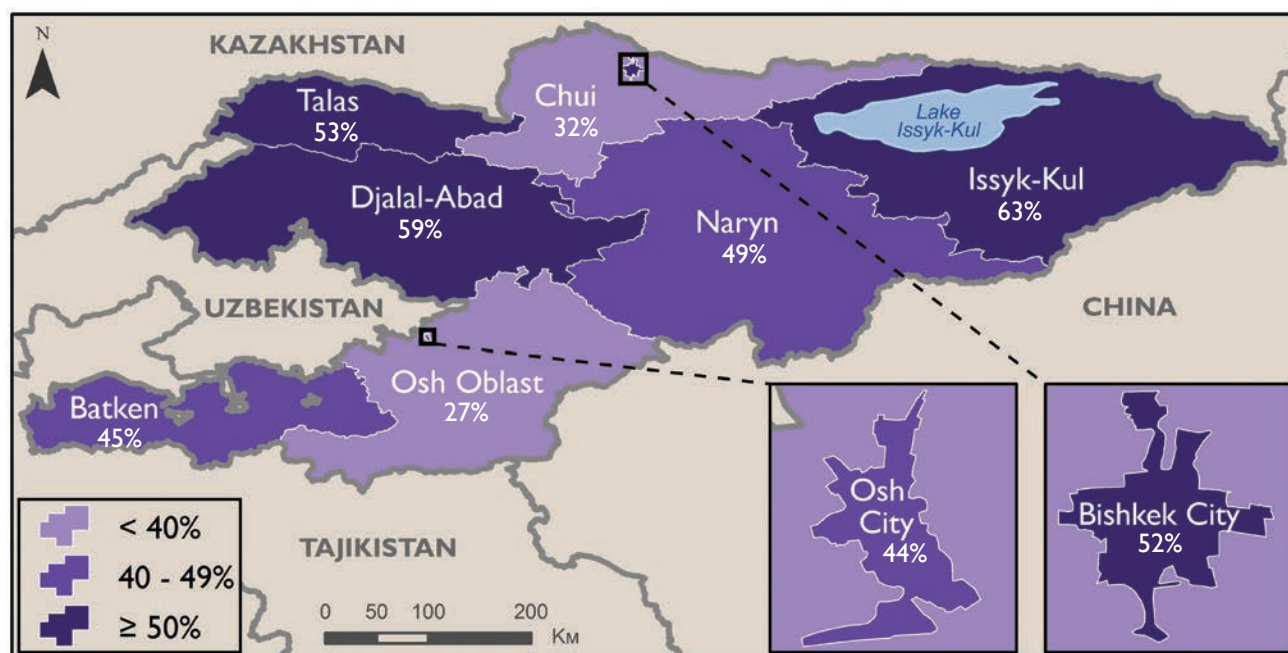 N
KAZAKHSTAN
Talas
53%
Chui
32%
Lake
Issyk-Kul
Djalal-Abad
59%
Issyk-Kul
63%
Naryn
49%
UZBEKISTAN
CHINA
Osh Oblast
27%
Batken
45%
Osh
City
44%
Bishkek City
52%
TAJIKISTAN
< 40%
40 - 49%
≥ 50%
0 50 100 200
Км